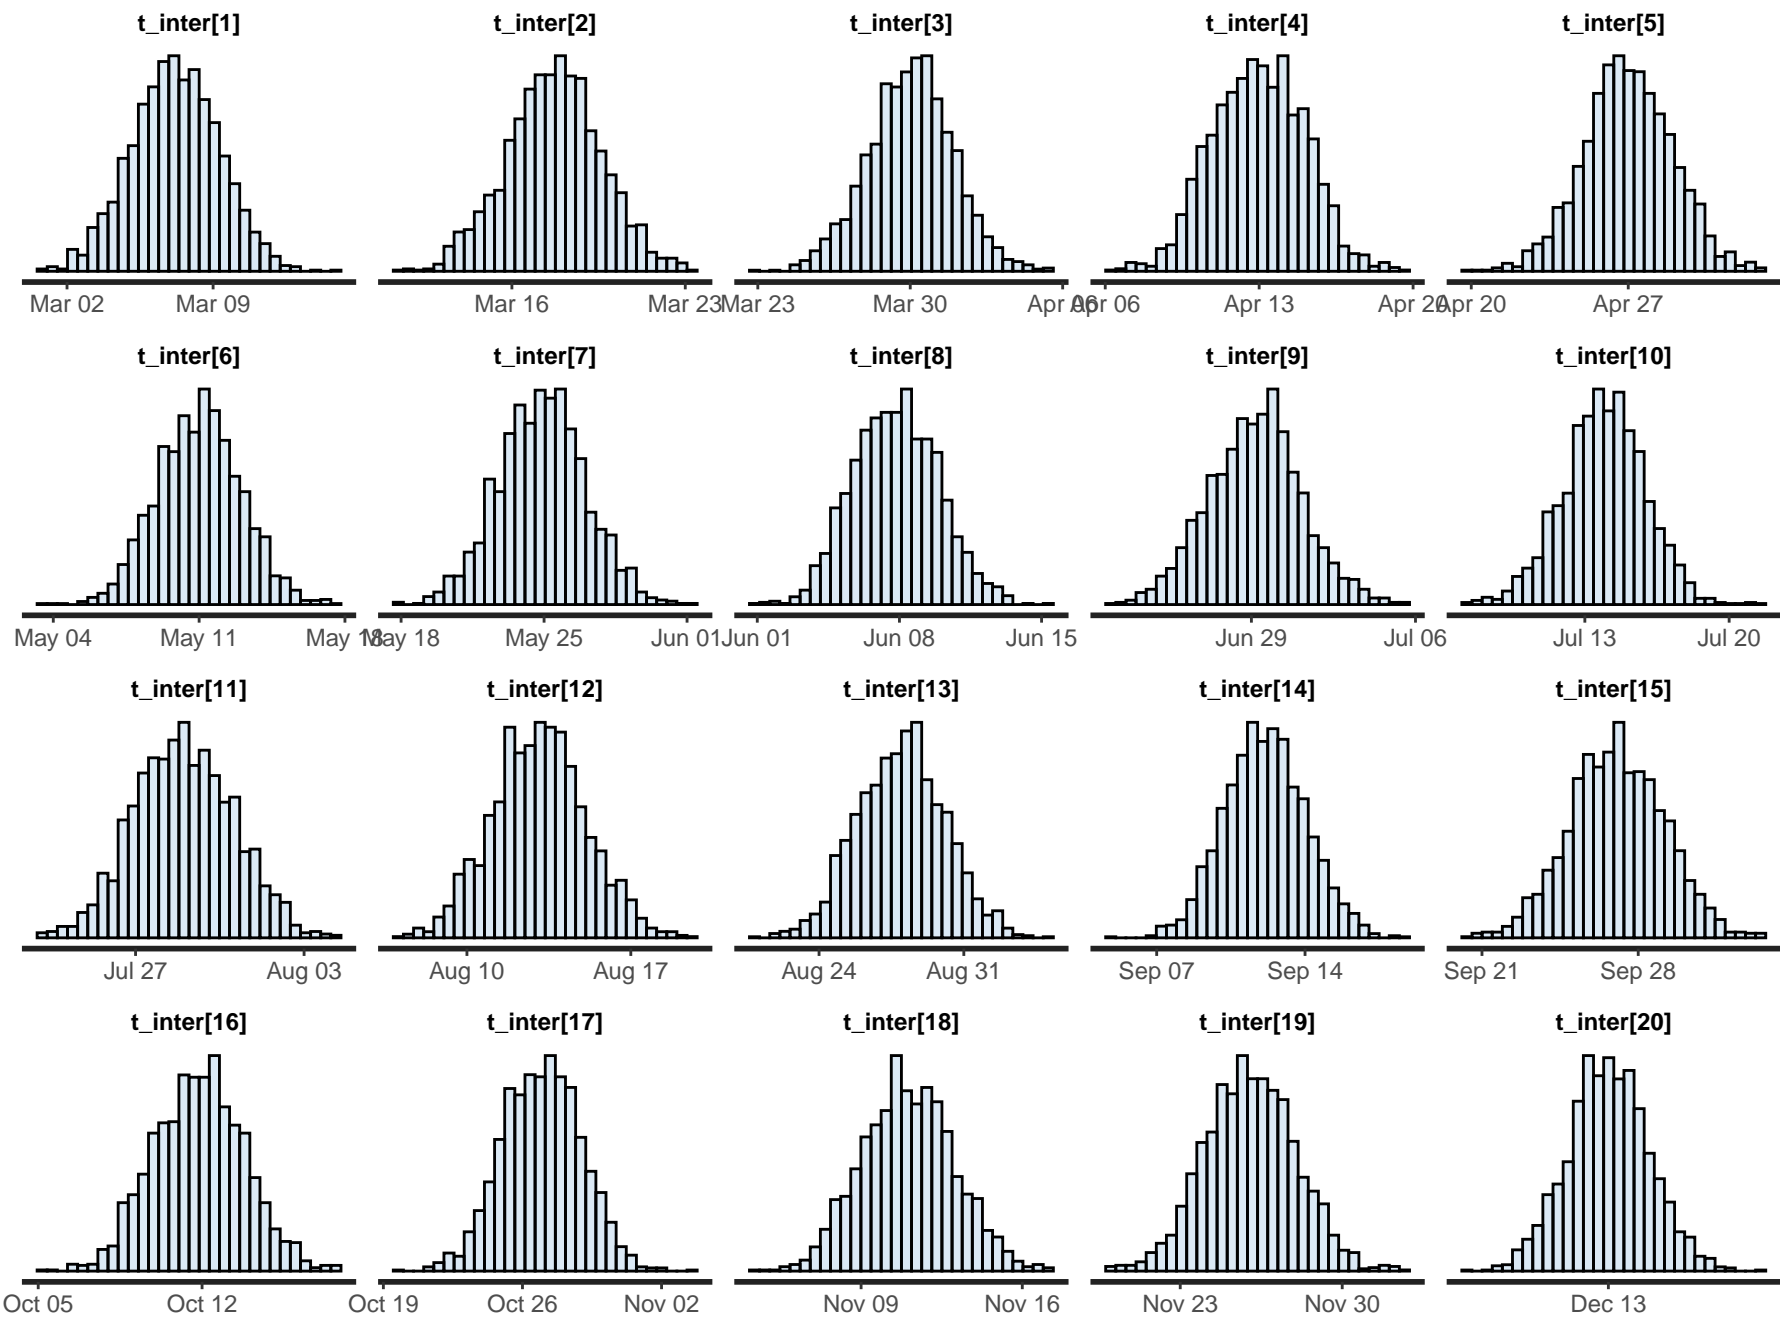 t_inter[1] t_inter[2] t_inter[3] t_inter[4] t_inter[5]
Mar 02 Mar 09 Mar 16 Mar 23 Mar 23 Mar 30 Apr 06 Apr 06 Apr 13 Apr 20 Apr 20 Apr 27
t_inter[6] t_inter[7] t_inter[8] t_inter[9] t_inter[10]
May 04 May 11 May 18 May 18 May 25 Jun 01 Jun 01 Jun 08 Jun 15 Jun 29 Jul 06 Jul 13 Jul 20
t_inter[11] t_inter[12] t_inter[13] t_inter[14] t_inter[15]
Jul 27 Aug 03 Aug 10 Aug 17 Aug 24 Aug 31 Sep 07 Sep 14 Sep 21 Sep 28
t_inter[16] t_inter[17] t_inter[18] t_inter[19] t_inter[20]
Oct 05 Oct 12 Oct 19 Oct 26 Nov 02 Nov 09 Nov 16 Nov 23 Nov 30 Dec 13